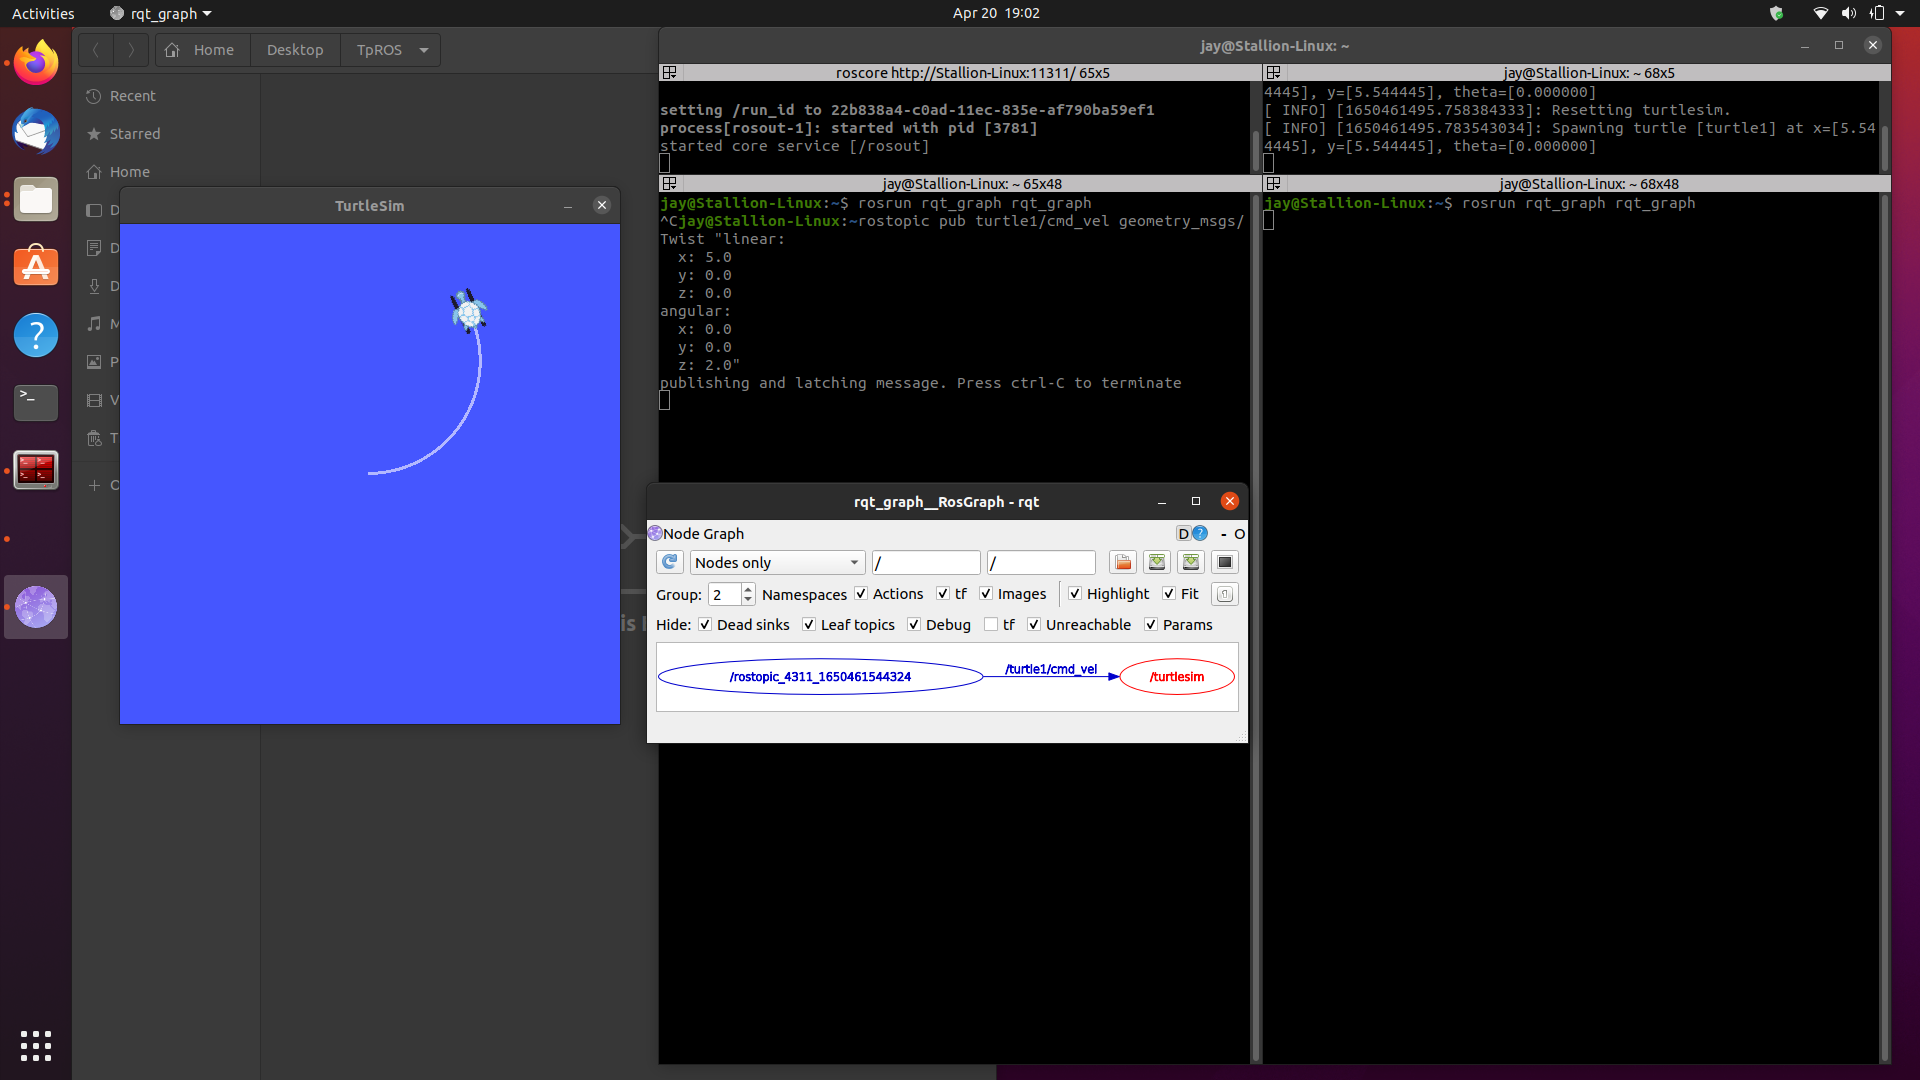 Activities
rqt_graph
Apr 20 19:02
Home
Desktop
TpROS
Recent
Starred
Home
D
D
D
M
P
V
T
O
TurtleSim
jay@Stallion-Linux: ~
roscore http://Stallion-Linux:11311/ 65x5
setting /run_id to 22b838a4-c0ad-11ec-835e-af790ba59ef1
process[rosout-1]: started with pid [3781]
started core service [/rosout]
jay@Stallion-Linux: ~ 68x5
4445], y=[5.544445], theta=[0.000000]
[ INFO] [1650461495.758384333]: Resetting turtlesim.
[ INFO] [1650461495.783543034]: Spawning turtle [turtle1] at x=[5.54
4445], y=[5.544445], theta=[0.000000]
jay@Stallion-Linux: ~ 65x48
jay@Stallion-Linux:~$ rosrun rqt_graph rqt_graph
^Cjay@Stallion-Linux:~rostopic pub turtle1/cmd_vel geometry_msgs/
Twist "linear:
x: 5.0
y: 0.0
z: 0.0
angular:
x: 0.0
y: 0.0
z: 2.0"
publishing and latching message. Press ctrl-C to terminate
jay@Stallion-Linux: ~ 68x48
jay@Stallion-Linux:~$ rosrun rqt_graph rqt_graph
rqt_graph__RosGraph - rqt
Node Graph
D ? - O
Nodes only / /
Group: 2 Namespaces Actions tf Images Highlight Fit
Hide: Dead sinks Leaf topics Debug tf Unreachable Params
/rostopic_4311_1650461544324
/turtle1/cmd_vel
/turtlesim
is